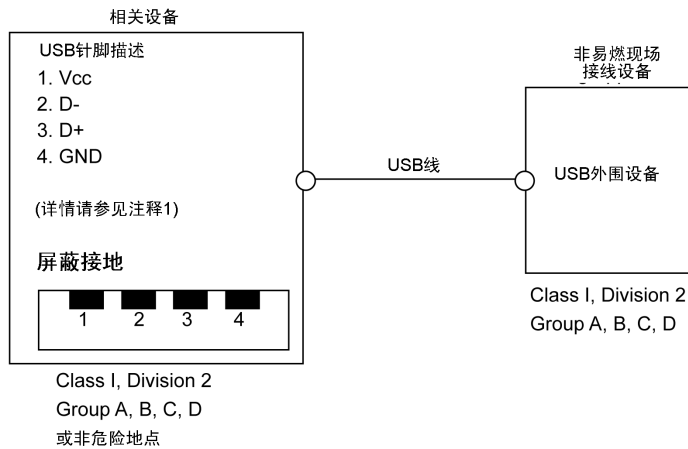 相关设备
USB针脚描述
1. Vcc
2. D-
3. D+
4. GND
(详情请参见注释1)
屏蔽接地
1 2 3 4
Class I, Division 2
Group A, B, C, D
或非危险地点
USB线
非易燃现场
接线设备
USB外围设备
Class I, Division 2
Group A, B, C, D